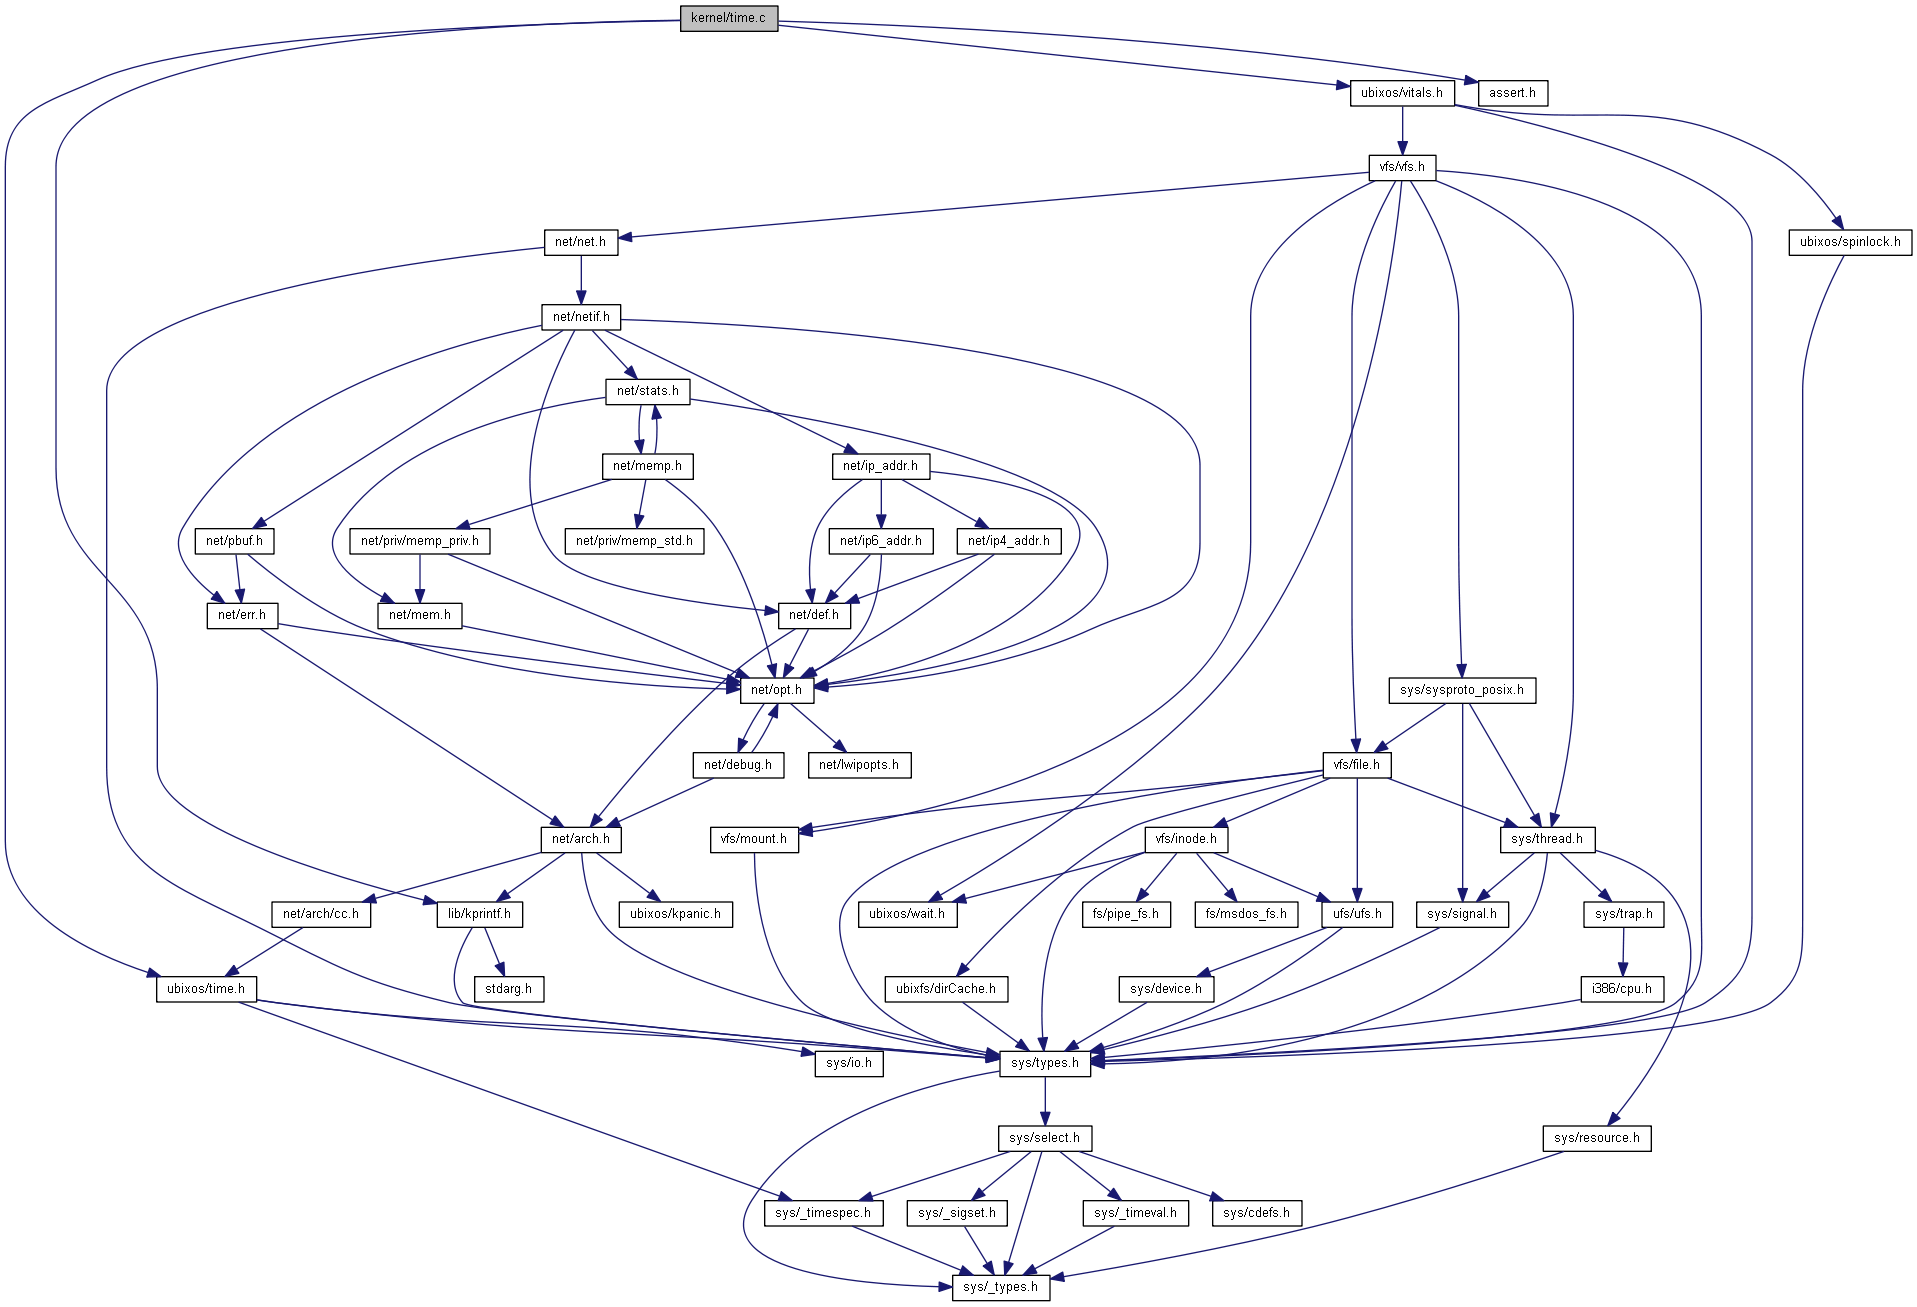 kernel/time.c
ubixos/vitals.h
assert.h
vfs/vfs.h
net/net.h
ubixos/spinlock.h
net/netif.h
net/stats.h
net/memp.h
net/ip_addr.h
net/pbuf.h
net/priv/memp_priv.h
net/priv/memp_std.h
net/ip6_addr.h
net/ip4_addr.h
net/err.h
net/mem.h
net/def.h
net/opt.h
sys/sysproto_posix.h
net/debug.h
net/lwipopts.h
vfs/file.h
net/arch.h
vfs/mount.h
vfs/inode.h
sys/thread.h
net/arch/cc.h
lib/kprintf.h
ubixos/kpanic.h
ubixos/wait.h
fs/pipe_fs.h
fs/msdos_fs.h
ufs/ufs.h
sys/signal.h
sys/trap.h
ubixos/time.h
stdarg.h
ubixfs/dirCache.h
sys/device.h
i386/cpu.h
sys/io.h
sys/types.h
sys/select.h
sys/resource.h
sys/_timespec.h
sys/_sigset.h
sys/_timeval.h
sys/cdefs.h
sys/_types.h